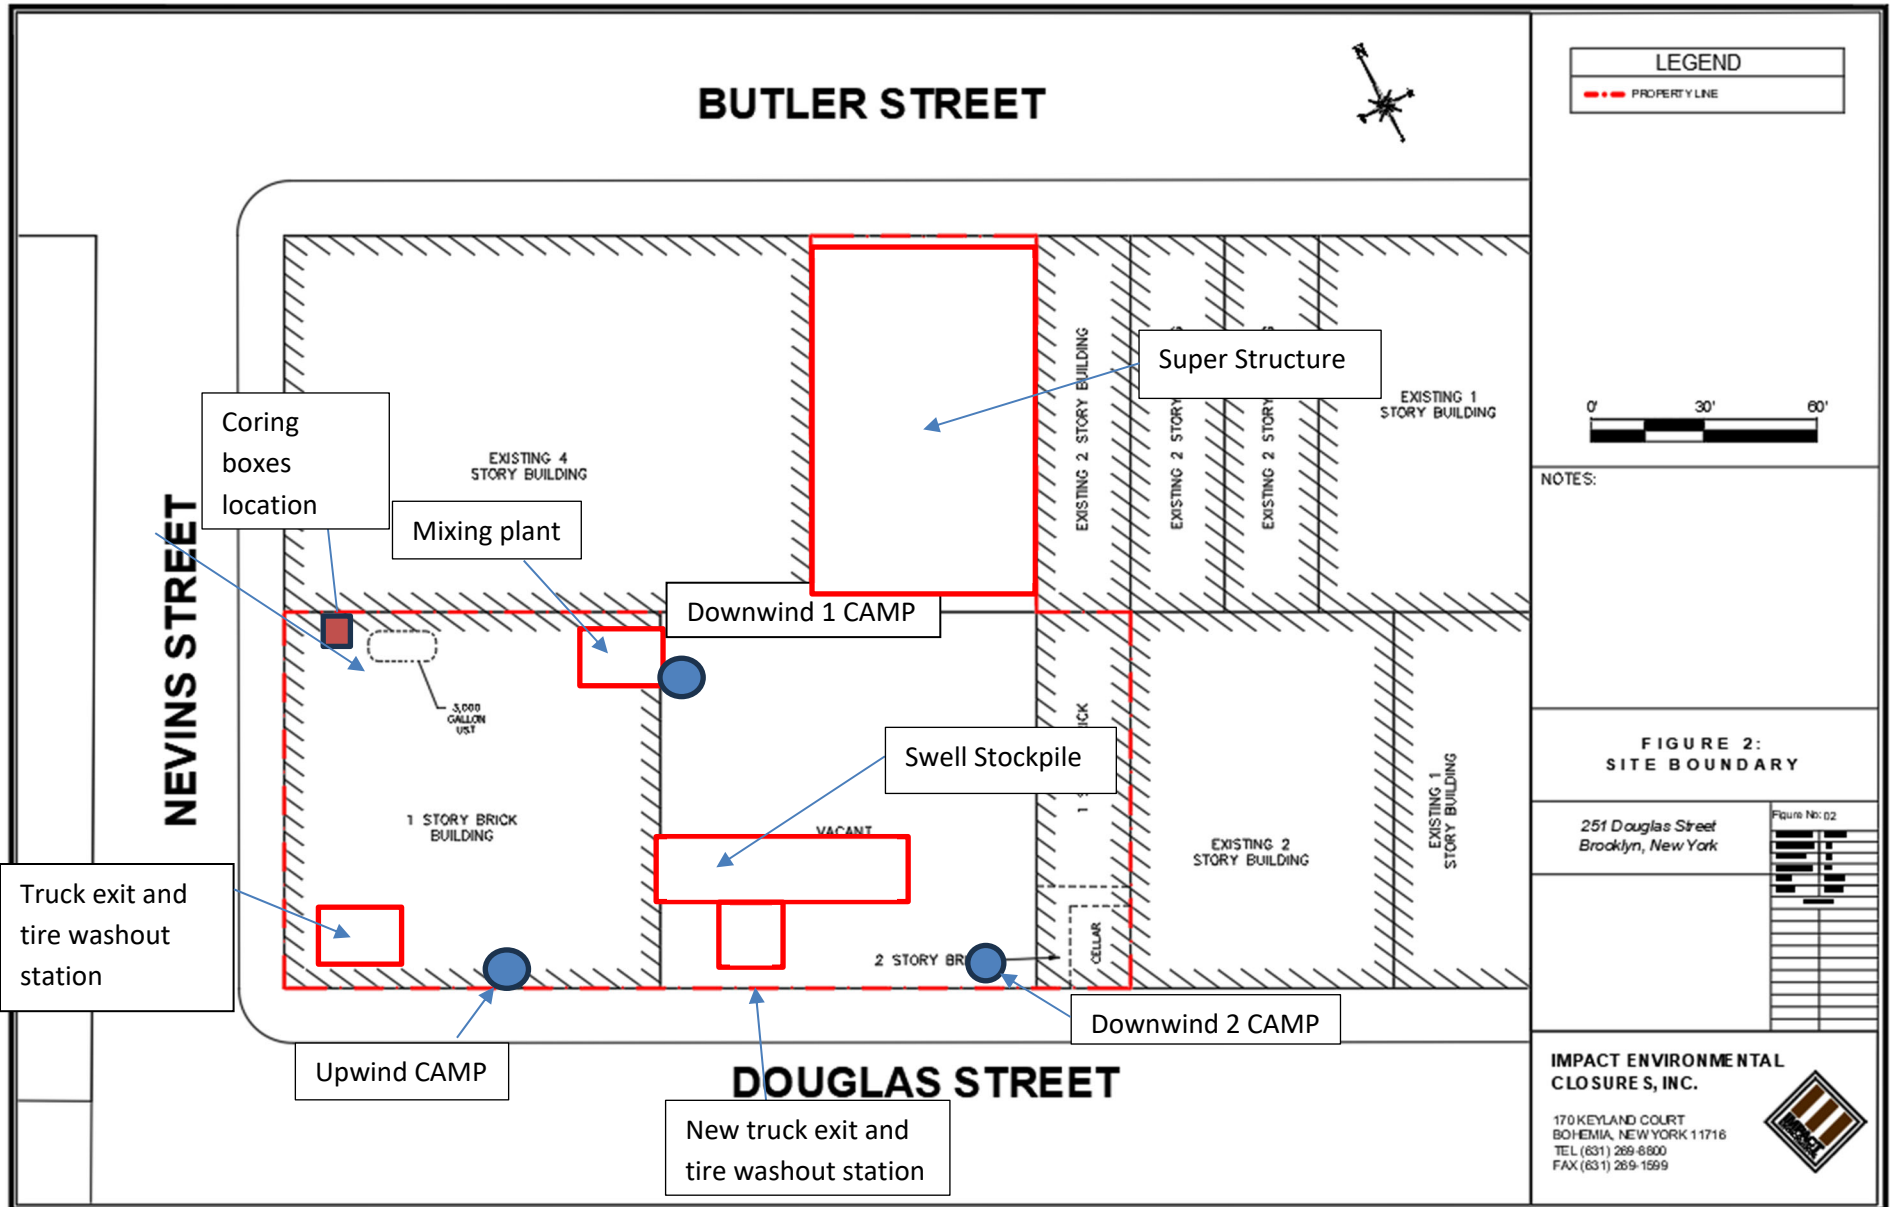 BUTLER STREET
N
LEGEND
PROPERTY LINE
0' 30' 60'
NOTES:
FIGURE 2:
SITE BOUNDARY
251 Douglas Street
Brooklyn, New York
Figure No: 02
IMPACT ENVIRONMENTAL
CLOSURES, INC.
170 KEYLAND COURT
BOHEMIA, NEW YORK 11716
TEL (631) 269-8800
FAX (631) 269-1599
IMPACT
Super Structure
EXISTING 4
STORY BUILDING
EXISTING 2 STORY BUILDING
EXISTING 2 STORY
EXISTING 2 STORY
EXISTING 1
STORY BUILDING
Coring
boxes
location
Mixing plant
Downwind 1 CAMP
NEVINS STREET
3,000
GALLON
UST
1 STORY BRICK
BUILDING
Swell Stockpile
VACANT
EXISTING 2
STORY BUILDING
EXISTING 1
STORY BUILDING
Truck exit and
tire washout
station
2 STORY BR
CELLAR
Upwind CAMP
Downwind 2 CAMP
DOUGLAS STREET
New truck exit and
tire washout station